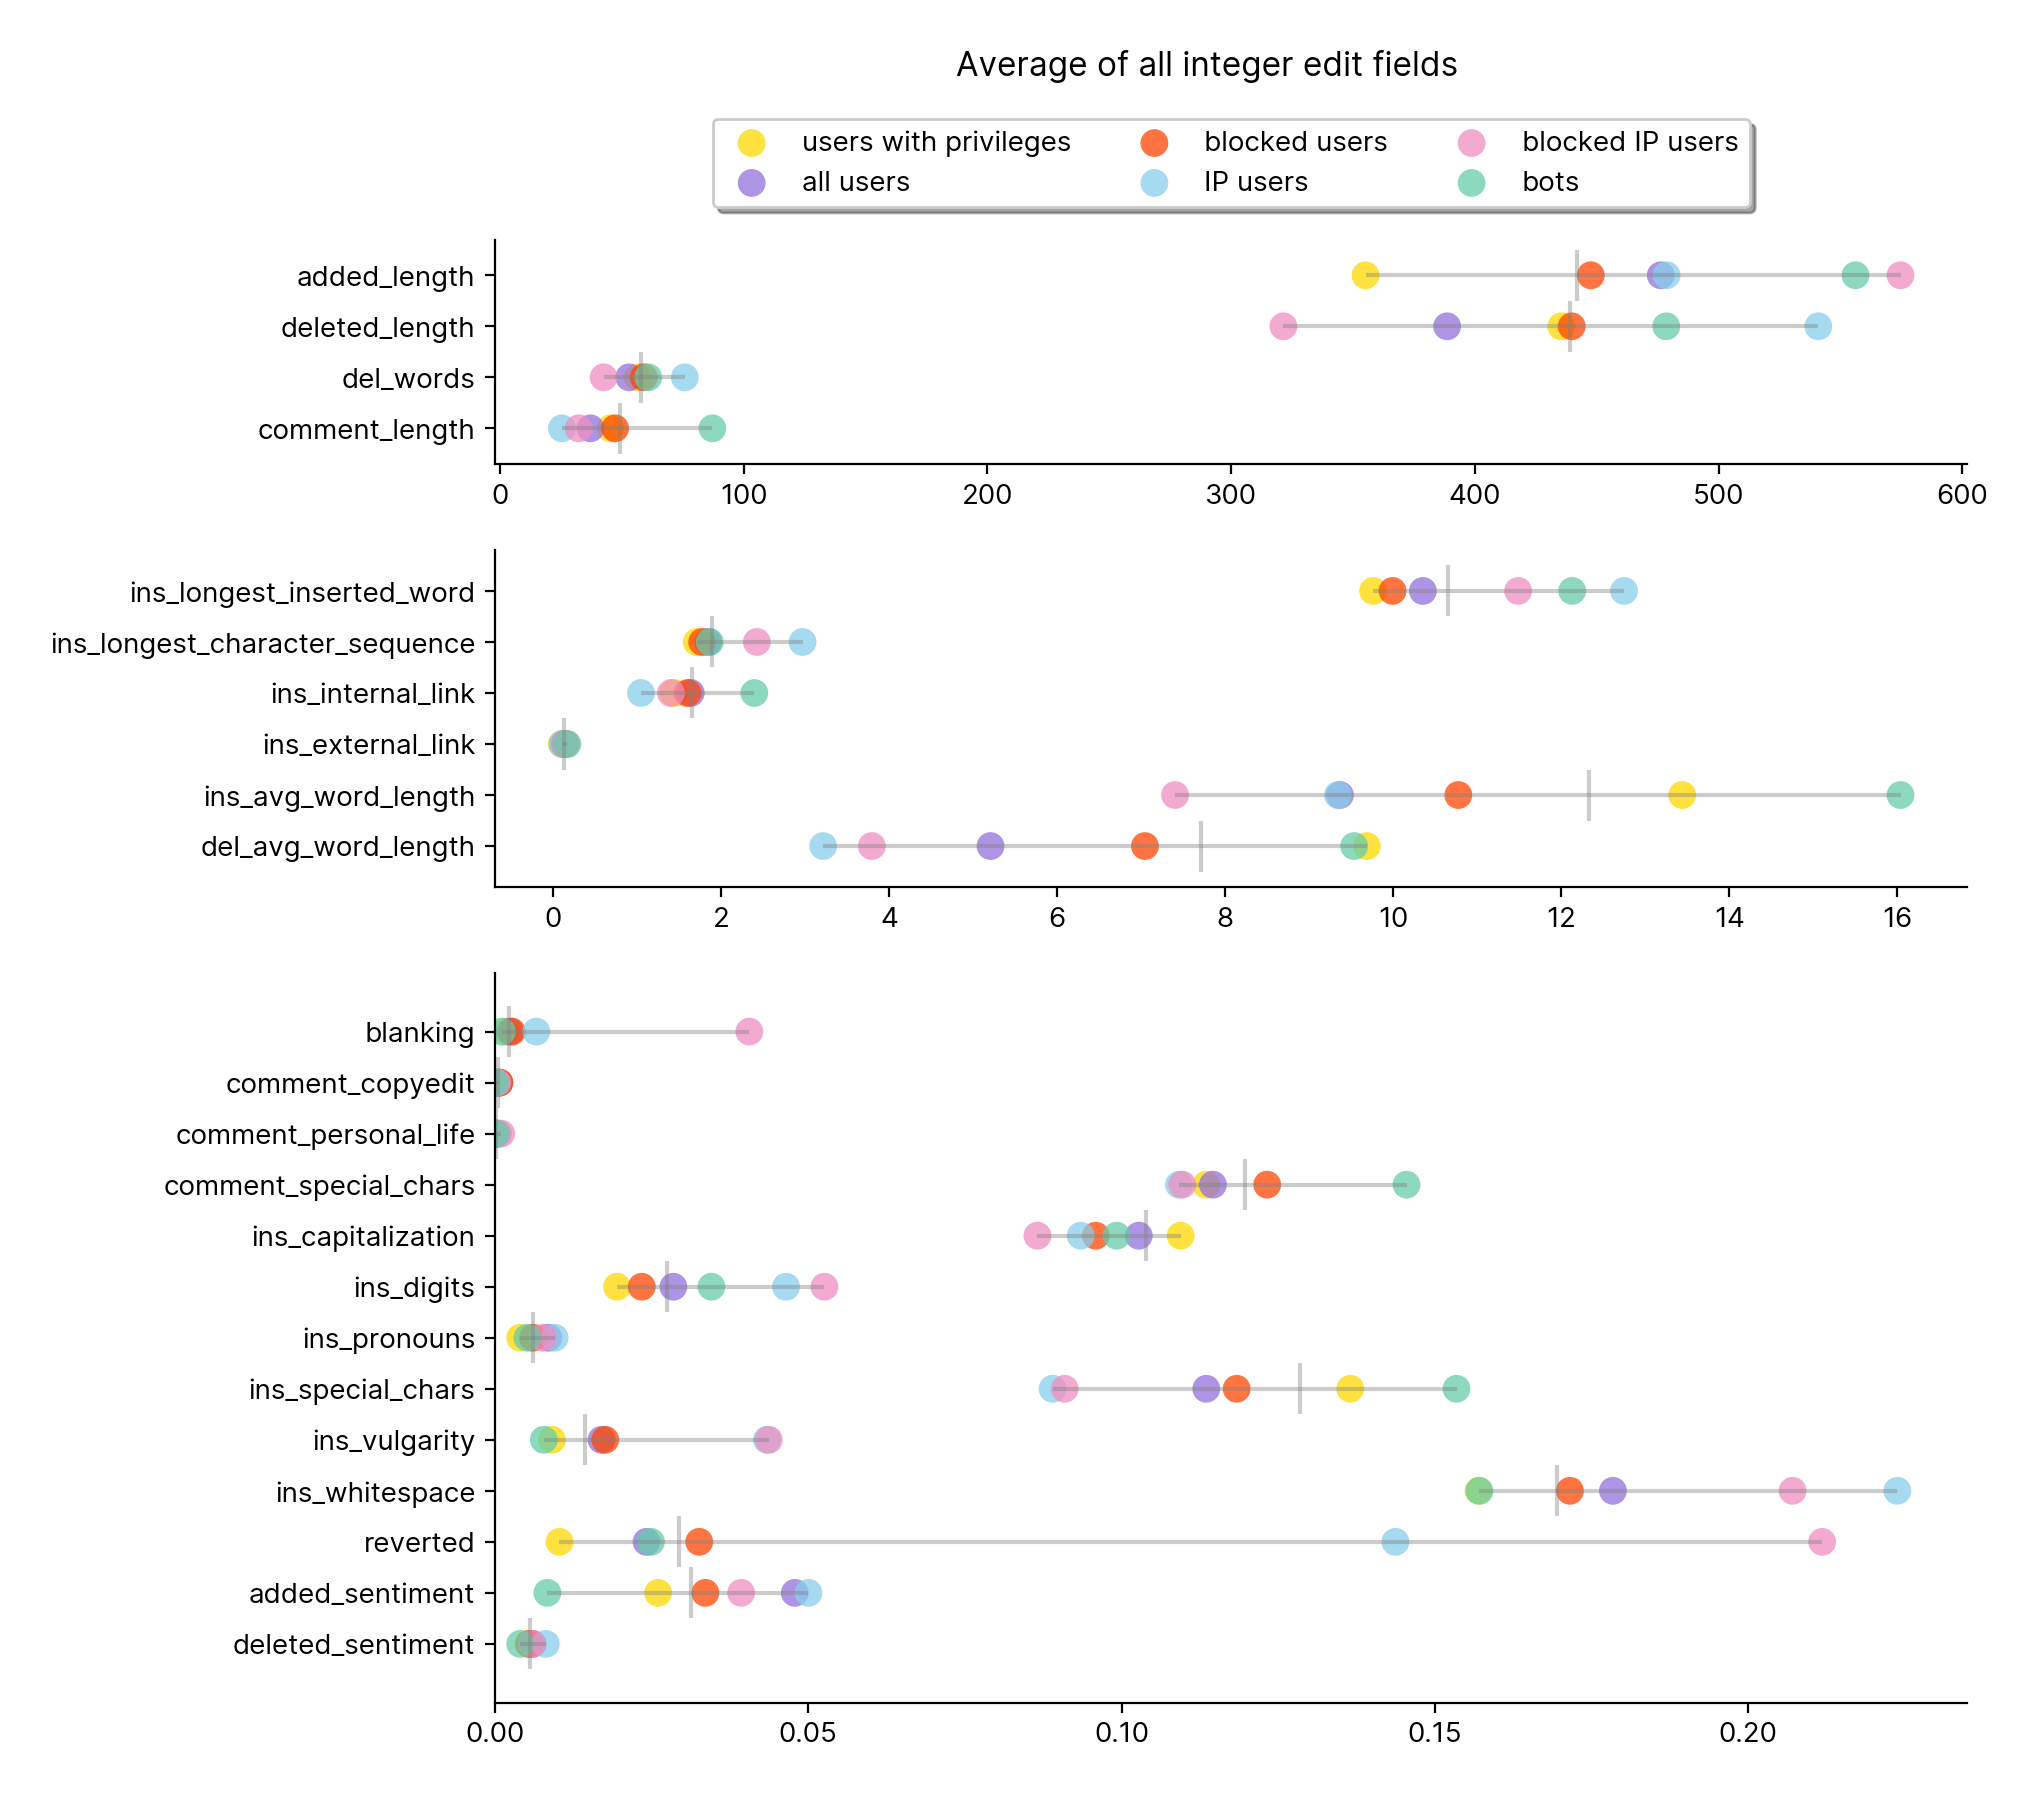 Average of all integer edit fields
users with privileges blocked users blocked IP users
all users IP users bots
added_length
deleted_length
del_words
comment_length
0 100 200 300 400 500 600
ins_longest_inserted_word
ins_longest_character_sequence
ins_internal_link
ins_external_link
ins_avg_word_length
del_avg_word_length
0 2 4 6 8 10 12 14 16
blanking
comment_copyedit
comment_personal_life
comment_special_chars
ins_capitalization
ins_digits
ins_pronouns
ins_special_chars
ins_vulgarity
ins_whitespace
reverted
added_sentiment
deleted_sentiment
0.00 0.05 0.10 0.15 0.20